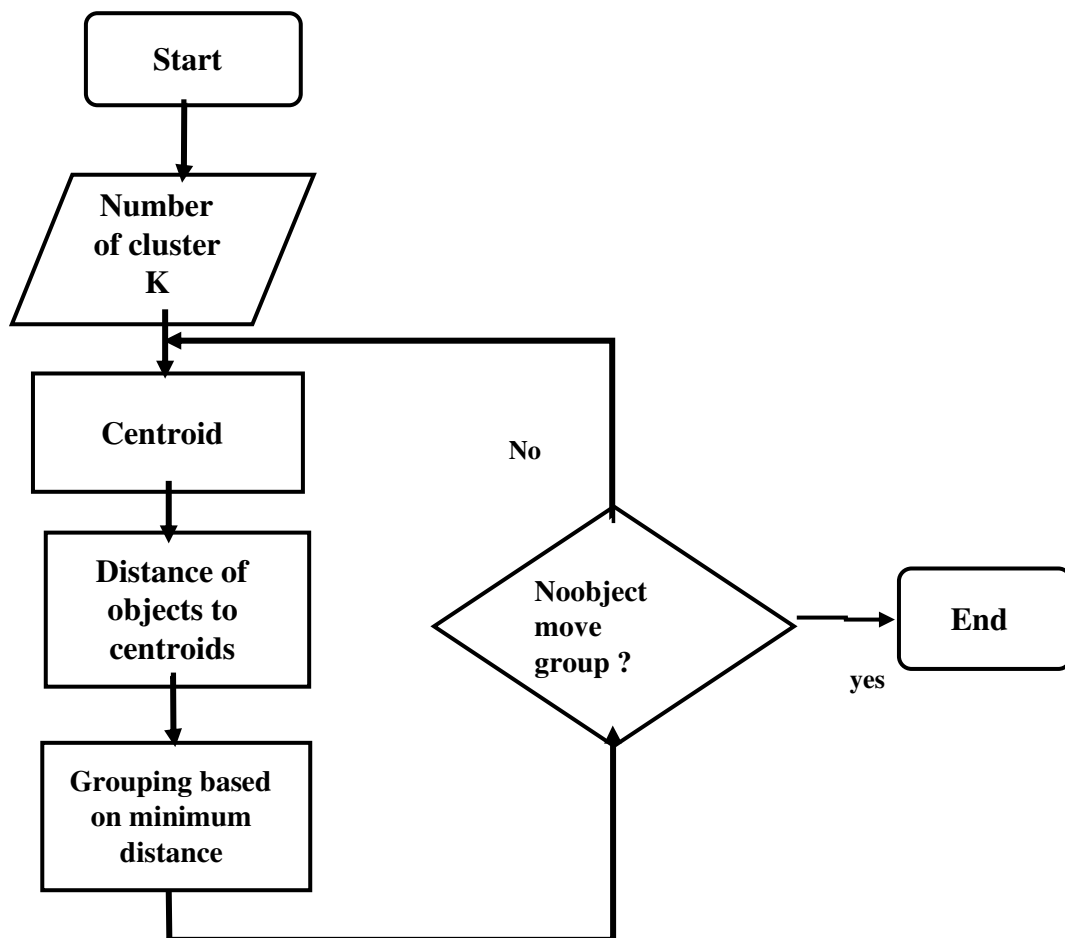 Start
Number
of cluster
K
Centroid
Distance of
objects to
centroids
Grouping based
on minimum
distance
No
Noobject
move
group ?
yes
End